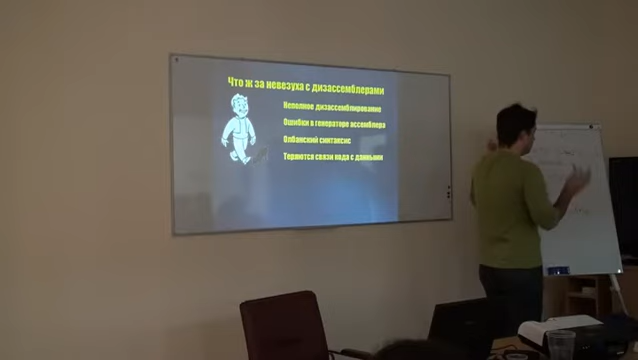 Что ж за невезуха с дизассемблерами
Неполное дизассемблирование
Ошибки в генераторе ассемблера
Олбанский синтаксис
Теряются связи кода с данными